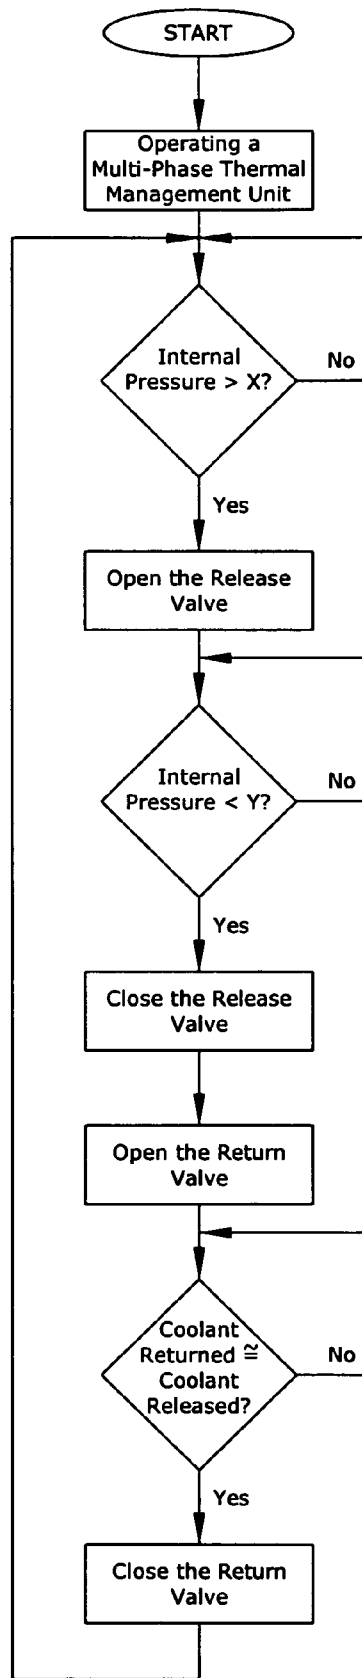 START
Operating a
Multi-Phase Thermal
Management Unit
Internal
Pressure > X?
No
Yes
Open the Release
Valve
Internal
Pressure < Y?
No
Yes
Close the Release
Valve
Open the Return
Valve
Coolant
Returned ≅
Coolant
Released?
No
Yes
Close the Return
Valve